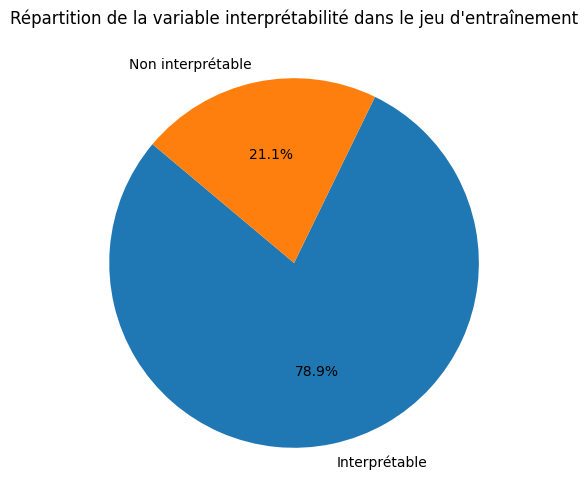 Répartition de la variable interprétabilité dans le jeu d'entraînement
Non interprétable
21.1%
78.9%
Interprétable